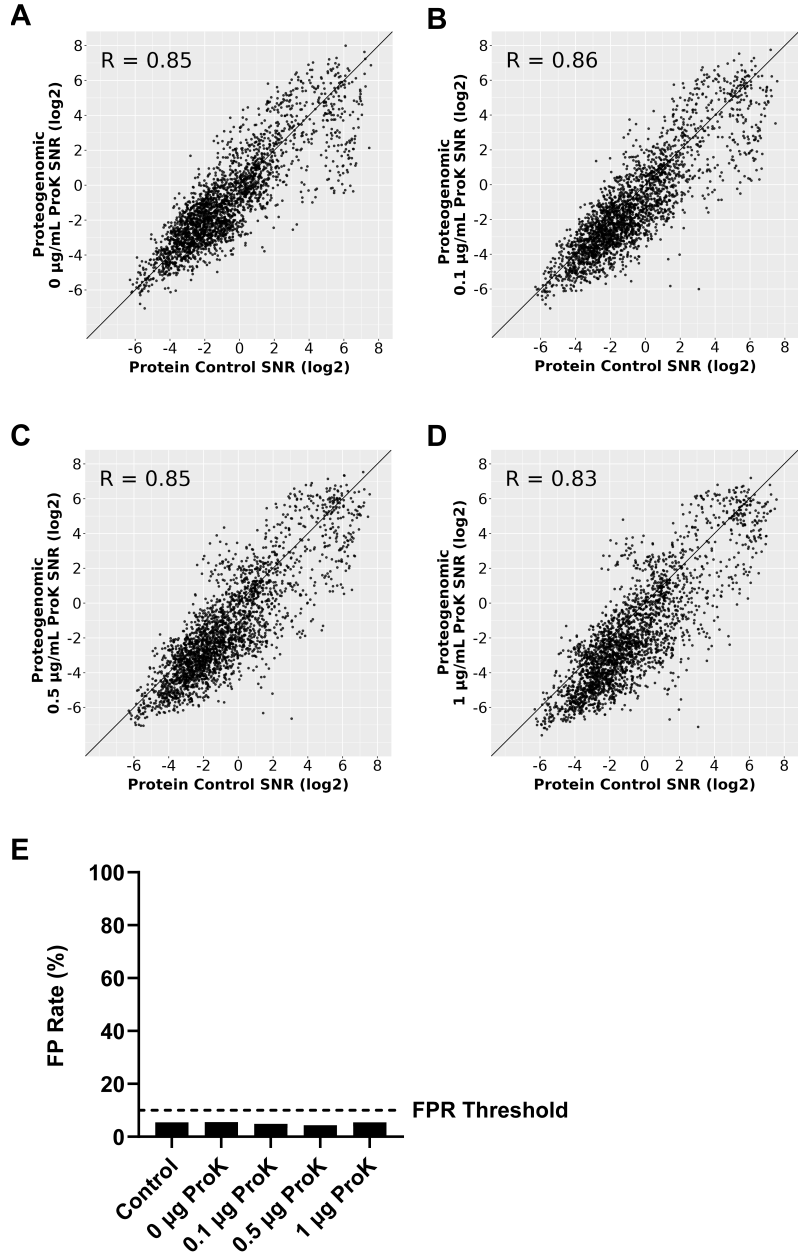 A
R = 0.85
Proteogenomic
0 µg/mL ProK SNR (log2)
8
6
4
2
0
-2
-4
-6
-6 -4 -2 0 2 4 6 8
Protein Control SNR (log2)
B
R = 0.86
Proteogenomic
0.1 µg/mL ProK SNR (log2)
8
6
4
2
0
-2
-4
-6
-6 -4 -2 0 2 4 6 8
Protein Control SNR (log2)
C
R = 0.85
Proteogenomic
0.5 µg/mL ProK SNR (log2)
8
6
4
2
0
-2
-4
-6
-6 -4 -2 0 2 4 6 8
Protein Control SNR (log2)
D
R = 0.83
Proteogenomic
1 µg/mL ProK SNR (log2)
8
6
4
2
0
-2
-4
-6
-6 -4 -2 0 2 4 6 8
Protein Control SNR (log2)
E
FP Rate (%)
100
80
60
40
20
0
FPR Threshold
Control
0 µg ProK
0.1 µg ProK
0.5 µg ProK
1 µg ProK